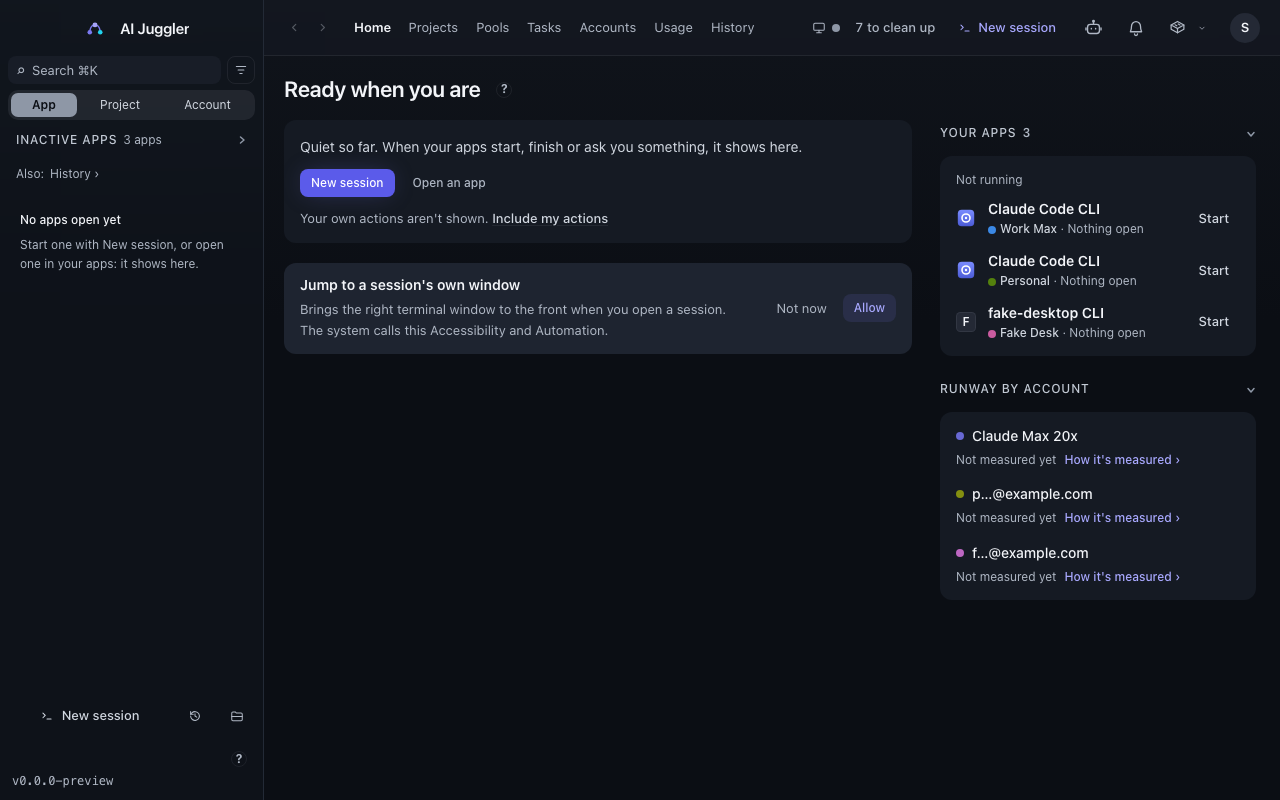 AI Juggler
Search ⌘K
App
Project
Account
INACTIVE APPS 3 apps
Also: History ›
No apps open yet
Start one with New session, or open
one in your apps: it shows here.
New session
?
v0.0.0-preview
Home
Projects
Pools
Tasks
Accounts
Usage
History
7 to clean up
New session
S
Ready when you are
?
Quiet so far. When your apps start, finish or ask you something, it shows here.
New session
Open an app
Your own actions aren't shown. Include my actions
Jump to a session's own window
Brings the right terminal window to the front when you open a session.
The system calls this Accessibility and Automation.
Not now
Allow
YOUR APPS 3
Not running
Claude Code CLI
Work Max · Nothing open
Start
Claude Code CLI
Personal · Nothing open
Start
F
fake-desktop CLI
Fake Desk · Nothing open
Start
RUNWAY BY ACCOUNT
Claude Max 20x
Not measured yet How it's measured ›
p...@example.com
Not measured yet How it's measured ›
f...@example.com
Not measured yet How it's measured ›